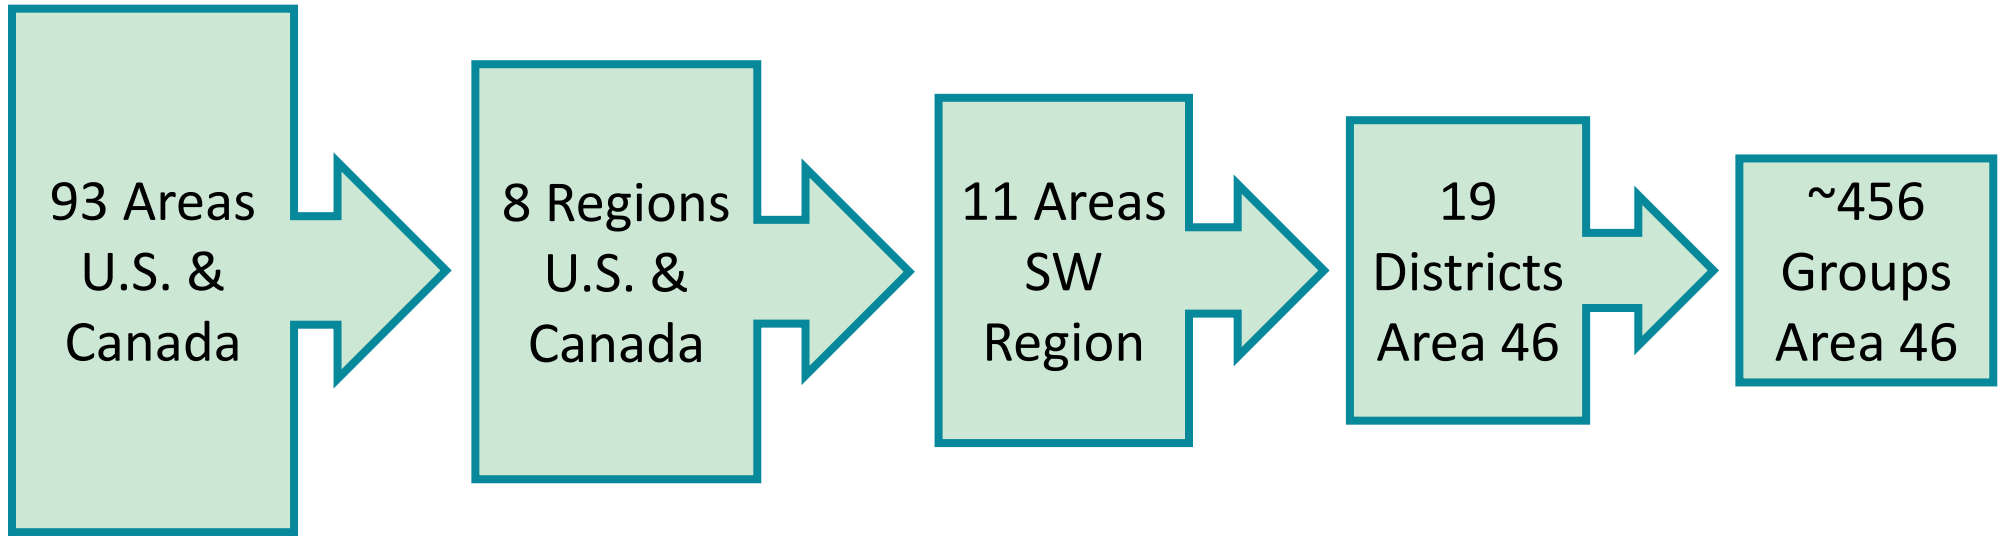 93 Areas
U.S. &
Canada
8 Regions
U.S. &
Canada
11 Areas
SW
Region
19
Districts
Area 46
~456
Groups
Area 46